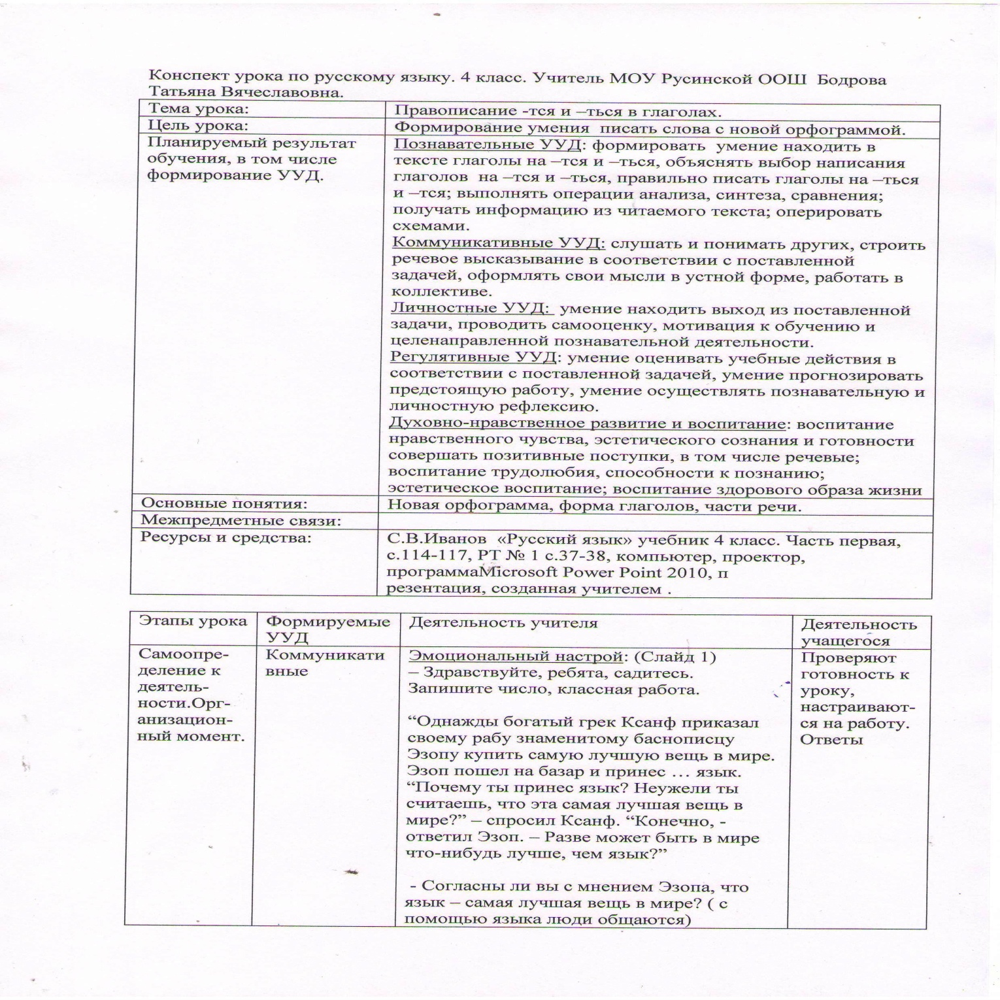 Конспект урока по русскому языку. 4 класс. Учитель МОУ Русинской ООШ  Бодрова
Татьяна Вячеславовна.
Тема урока:
Правописание -тся и –ться в глаголах.
Цель урока:
Формирование умения  писать слова с новой орфограммой.
Планируемый результат
обучения, в том числе
формирование УУД.
Познавательные УУД: формировать  умение находить в
тексте глаголы на –тся и –ться, объяснять выбор написания
глаголов  на –тся и –ться, правильно писать глаголы на –ться
и –тся; выполнять операции анализа, синтеза, сравнения;
получать информацию из читаемого текста; оперировать
схемами.
Коммуникативные УУД: слушать и понимать других, строить
речевое высказывание в соответствии с поставленной
задачей, оформлять свои мысли в устной форме, работать в
коллективе.
Личностные УУД:  умение находить выход из поставленной
задачи, проводить самооценку, мотивация к обучению и
целенаправленной познавательной деятельности.
Регулятивные УУД: умение оценивать учебные действия в
соответствии с поставленной задачей, умение прогнозировать
предстоящую работу, умение осуществлять познавательную и
личностную рефлексию.
Духовно-нравственное развитие и воспитание: воспитание
нравственного чувства, эстетического сознания и готовности
совершать позитивные поступки, в том числе речевые;
воспитание трудолюбия, способности к познанию;
эстетическое воспитание; воспитание здорового образа жизни
Основные понятия:
Новая орфограмма, форма глаголов, части речи.
Межпредметные связи:
Ресурсы и средства:
С.В.Иванов  «Русский язык» учебник 4 класс. Часть первая,
с.114-117, РТ № 1 с.37-38, компьютер, проектор,
программаMicrosoft Power Point 2010, п
резентация, созданная учителем .
Этапы урока
Формируемые
УУД
Деятельность учителя
Деятельность
учащегося
Самоопре-
деление к
деятель-
ности.Орг-
анизацион-
ный момент.
Коммуникати
вные
Эмоциональный настрой: (Слайд 1)
– Здравствуйте, ребята, садитесь.
Запишите число, классная работа.
“Однажды богатый грек Ксанф приказал
своему рабу знаменитому баснописцу
Эзопу купить самую лучшую вещь в мире.
Эзоп пошел на базар и принес … язык.
“Почему ты принес язык? Неужели ты
считаешь, что эта самая лучшая вещь в
мире?” – спросил Ксанф. “Конечно, -
ответил Эзоп. – Разве может быть в мире
что-нибудь лучше, чем язык?”
- Согласны ли вы с мнением Эзопа, что
язык – самая лучшая вещь в мире? ( с
помощью языка люди общаются)
Проверяют
готовность к
уроку,
настраивают-
ся на работу.
Ответы